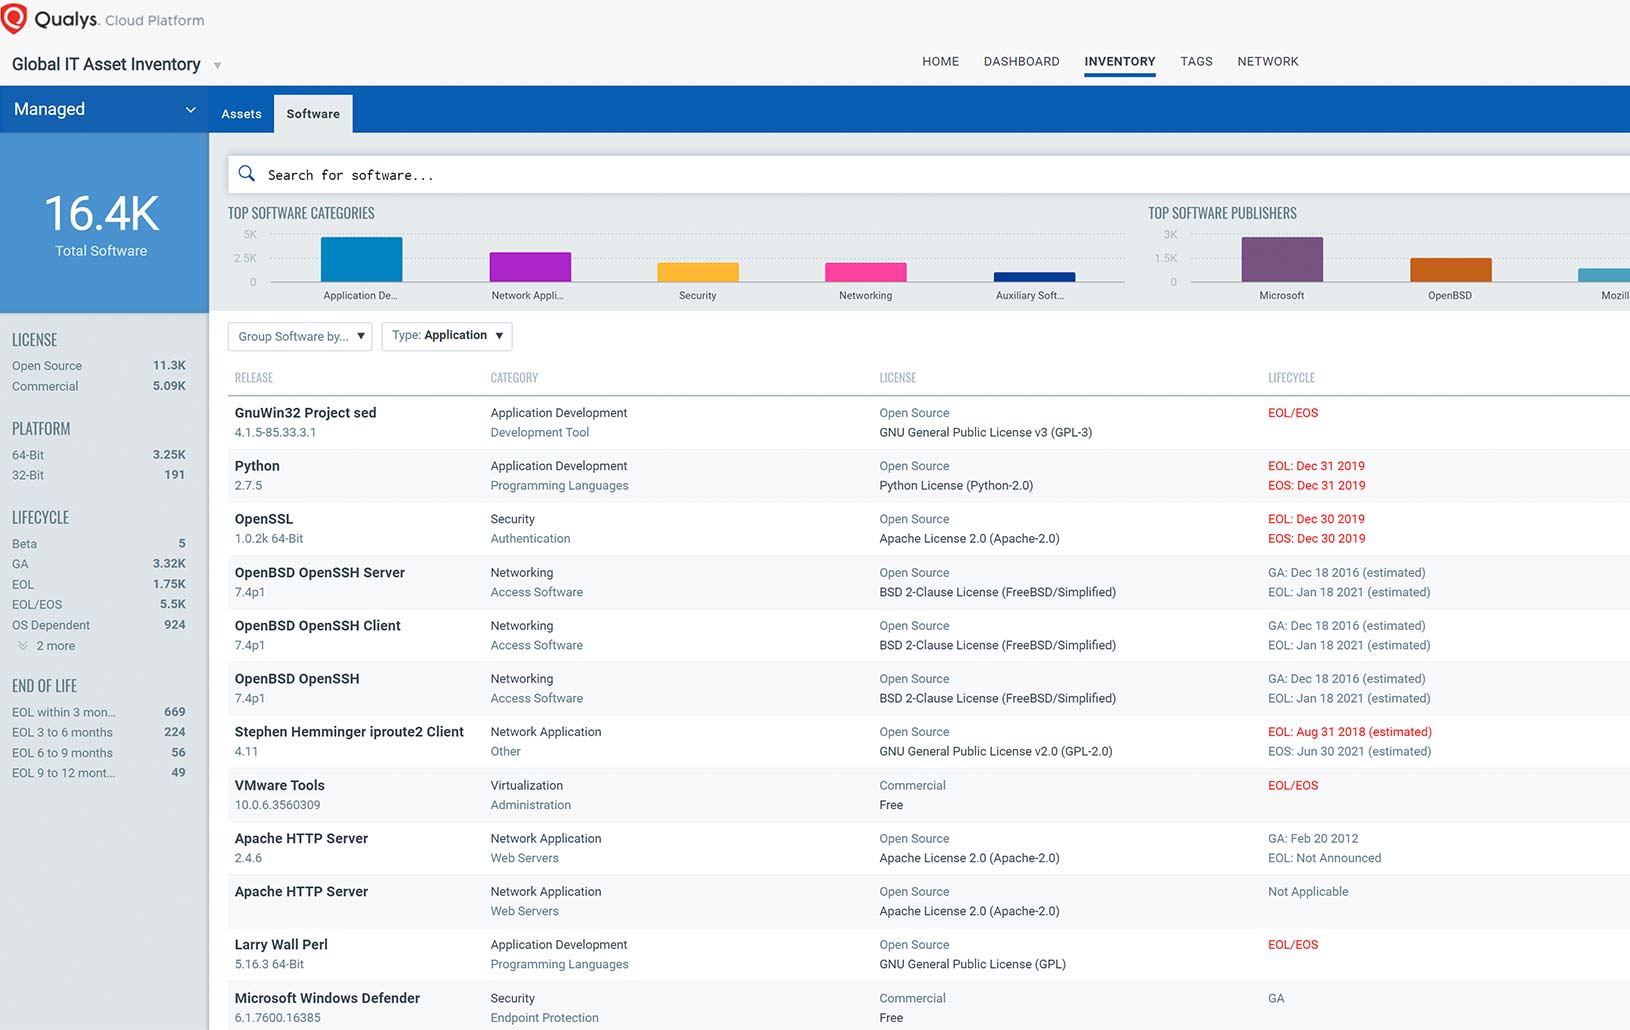 Qualys. Cloud Platform
Global IT Asset Inventory
HOME DASHBOARD INVENTORY TAGS NETWORK
Managed
Assets Software
16.4K
Total Software
LICENSE
Open Source 11.3K
Commercial 5.09K
PLATFORM
64-Bit 3.25K
32-Bit 191
LIFECYCLE
Beta 5
GA 3.32K
EOL 1.75K
EOL/EOS 5.5K
OS Dependent 924
2 more
END OF LIFE
EOL within 3 mon... 669
EOL 3 to 6 months 224
EOL 6 to 9 months 56
EOL 9 to 12 mont... 49
Search for software...
TOP SOFTWARE CATEGORIES
5K
2.5K
0
Application De... Network Appli... Security Networking Auxiliary Soft...
TOP SOFTWARE PUBLISHERS
3K
1.5K
0
Microsoft OpenBSD Mozill
Group Software by... Type: Application
RELEASE CATEGORY LICENSE LIFECYCLE
GnuWin32 Project sed Application Development Open Source EOL/EOS
4.1.5-85.33.3.1 Development Tool GNU General Public License v3 (GPL-3)
Python Application Development Open Source EOL: Dec 31 2019
2.7.5 Programming Languages Python License (Python-2.0) EOS: Dec 31 2019
OpenSSL Security Open Source EOL: Dec 30 2019
1.0.2k 64-Bit Authentication Apache License 2.0 (Apache-2.0) EOS: Dec 30 2019
OpenBSD OpenSSH Server Networking Open Source GA: Dec 18 2016 (estimated)
7.4p1 Access Software BSD 2-Clause License (FreeBSD/Simplified) EOL: Jan 18 2021 (estimated)
OpenBSD OpenSSH Client Networking Open Source GA: Dec 18 2016 (estimated)
7.4p1 Access Software BSD 2-Clause License (FreeBSD/Simplified) EOL: Jan 18 2021 (estimated)
OpenBSD OpenSSH Networking Open Source GA: Dec 18 2016 (estimated)
7.4p1 Access Software BSD 2-Clause License (FreeBSD/Simplified) EOL: Jan 18 2021 (estimated)
Stephen Hemminger iproute2 Client Network Application Open Source EOL: Aug 31 2018 (estimated)
4.11 Other GNU General Public License v2.0 (GPL-2.0) EOS: Jun 30 2021 (estimated)
VMware Tools Virtualization Commercial EOL/EOS
10.0.6.3560309 Administration Free
Apache HTTP Server Network Application Open Source GA: Feb 20 2012
2.4.6 Web Servers Apache License 2.0 (Apache-2.0) EOL: Not Announced
Apache HTTP Server Network Application Open Source Not Applicable
Web Servers Apache License 2.0 (Apache-2.0)
Larry Wall Perl Application Development Open Source EOL/EOS
5.16.3 64-Bit Programming Languages GNU General Public License (GPL)
Microsoft Windows Defender Security Commercial GA
6.1.7600.16385 Endpoint Protection Free